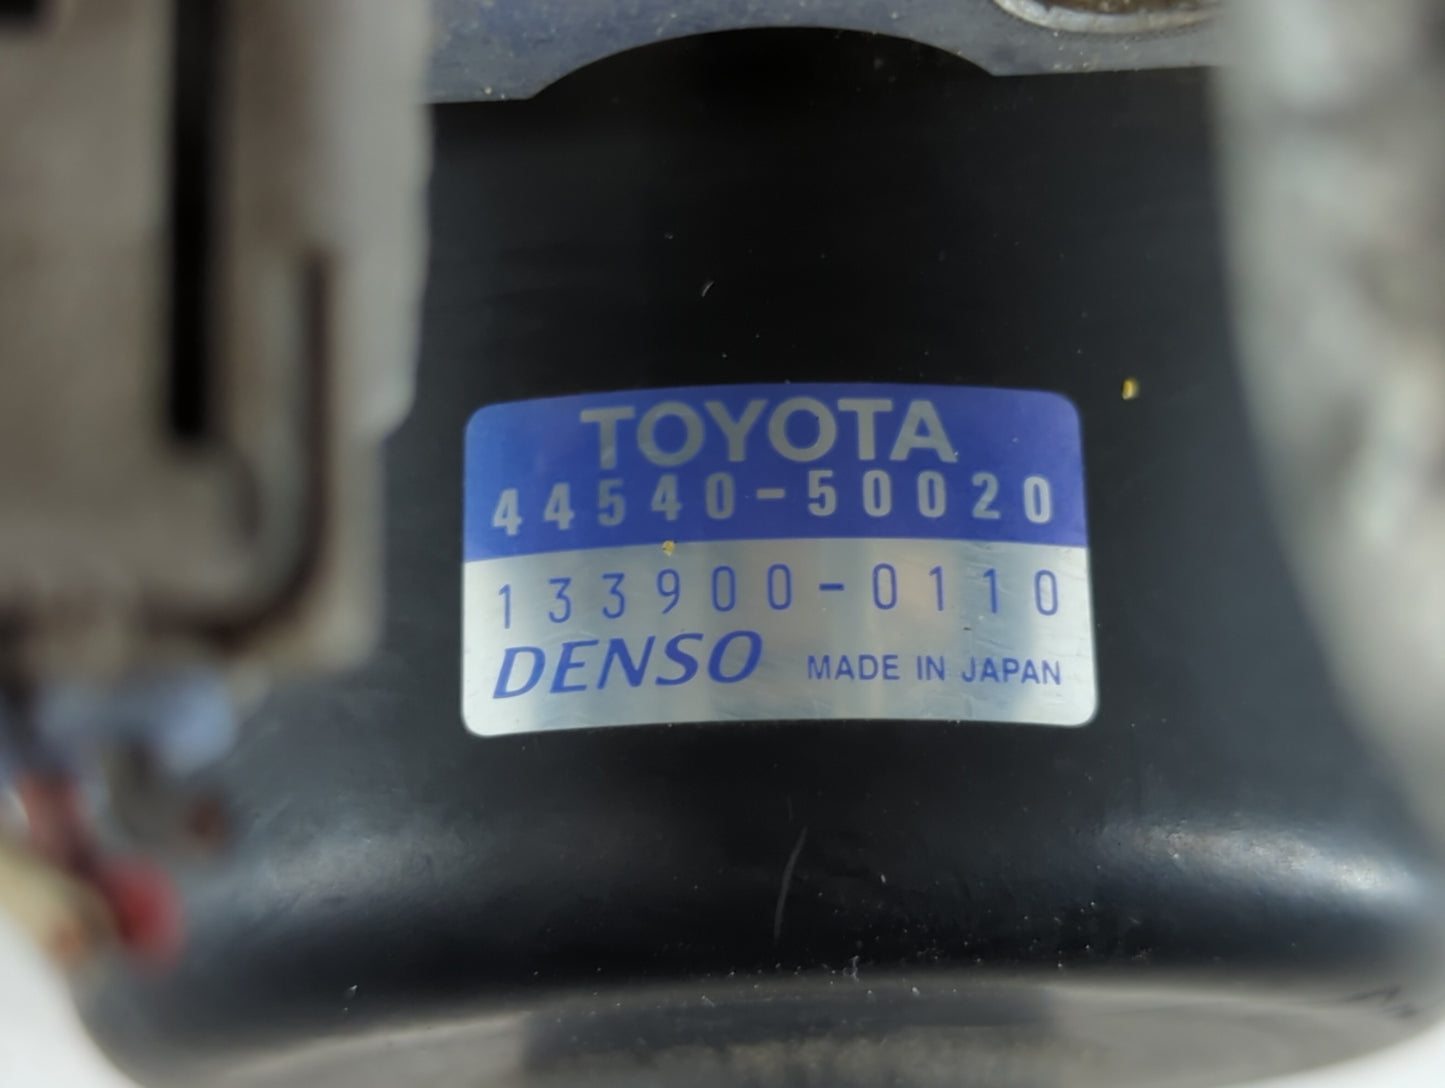 TOYOTA
44540-50020
133900-0110
DENSO MADE IN JAPAN